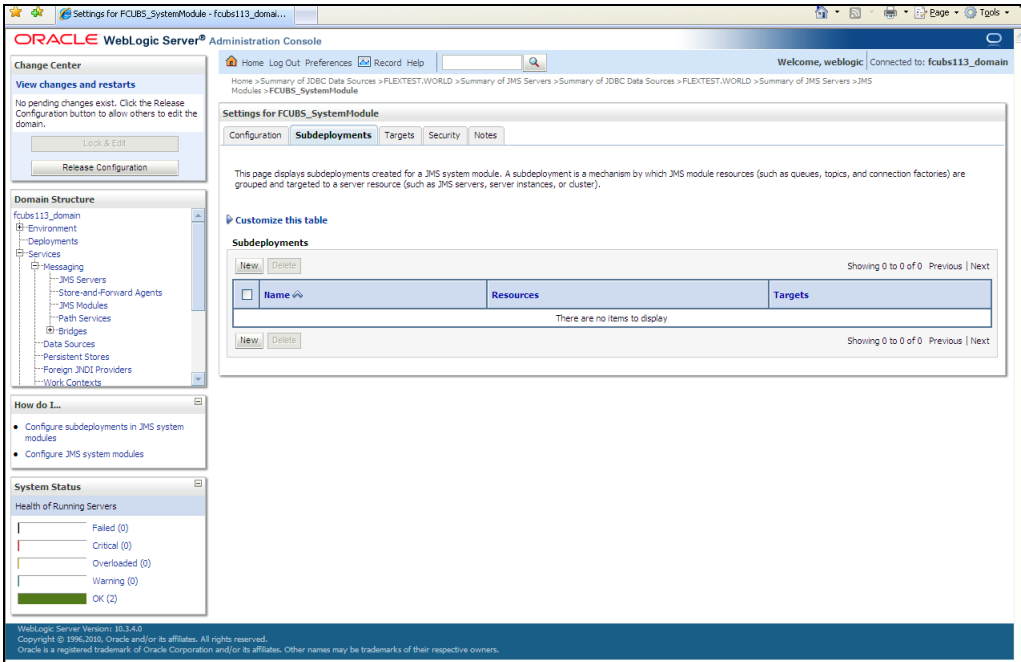 Settings for FCUBS_SystemModule - fcubs113_domai...
Page
Tools
ORACLE WebLogic Server® Administration Console
Change Center
View changes and restarts
No pending changes exist. Click the Release
Configuration button to allow others to edit the
domain.
Lock & Edit
Release Configuration
Domain Structure
fcubs113_domain
Environment
Deployments
Services
Messaging
JMS Servers
Store-and-Forward Agents
JMS Modules
Path Services
Bridges
Data Sources
Persistent Stores
Foreign JNDI Providers
Work Contexts
How do I...
Configure subdeployments in JMS system
modules
Configure JMS system modules
System Status
Health of Running Servers
Failed (0)
Critical (0)
Overloaded (0)
Warning (0)
OK (2)
Home Log Out Preferences Record Help
Welcome, weblogic Connected to: fcubs113_domain
Home >Summary of JDBC Data Sources >FLEXTEST.WORLD >Summary of JMS Servers >Summary of JDBC Data Sources >FLEXTEST.WORLD >Summary of JMS Servers >JMS
Modules >FCUBS_SystemModule
Settings for FCUBS_SystemModule
Configuration Subdeployments Targets Security Notes
This page displays subdeployments created for a JMS system module. A subdeployment is a mechanism by which JMS module resources (such as queues, topics, and connection factories) are
grouped and targeted to a server resource (such as JMS servers, server instances, or cluster).
Customize this table
Subdeployments
New Delete
Showing 0 to 0 of 0 Previous | Next
Name Resources Targets
There are no items to display
New Delete
Showing 0 to 0 of 0 Previous | Next
WebLogic Server Version: 10.3.4.0
Copyright © 1996,2010, Oracle and/or its affiliates. All rights reserved.
Oracle is a registered trademark of Oracle Corporation and/or its affiliates. Other names may be trademarks of their respective owners.